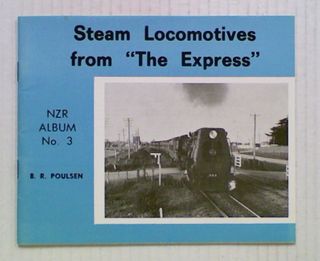 Steam Locomotives
from "The Express"
NZR
ALBUM
No. 3
B. R. POULSEN